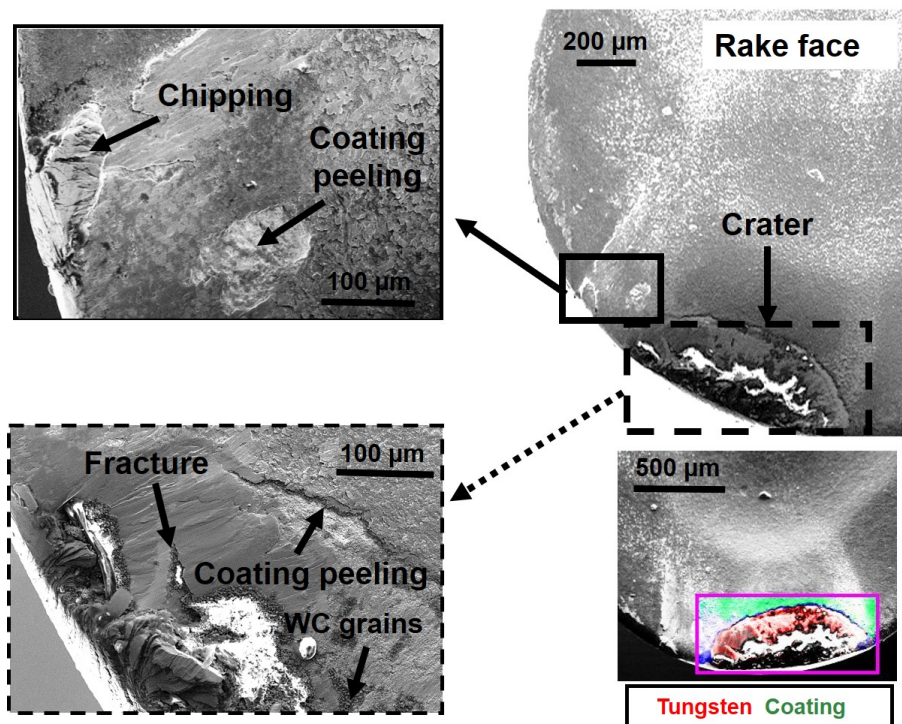 Chipping
Coating
peeling
100 µm
200 µm
Rake face
Crater
Fracture
100 µm
Coating peeling
WC grains
500 µm
Tungsten Coating